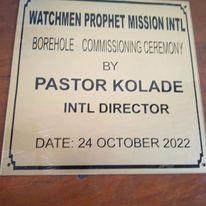 WATCHMEN PROPHET MISSION INTL
BOREHOLE COMMISSIONING CEREMONY
BY
PASTOR KOLADE
INTL DIRECTOR
DATE: 24 OCTOBER 2022